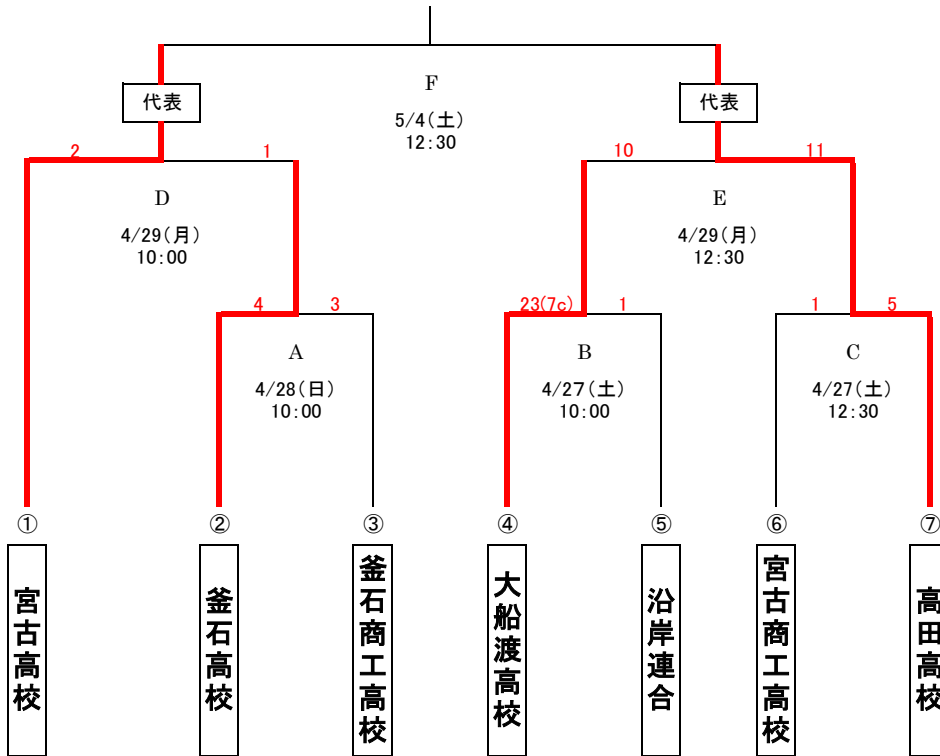 F
代表
5/4(土)
12:30
代表
2
1
10
11
D
4/29(月)
10:00
E
4/29(月)
12:30
4
3
23(7c)
1
1
5
A
4/28(日)
10:00
B
4/27(土)
10:00
C
4/27(土)
12:30
①
②
③
④
⑤
⑥
⑦
宮古高校
釜石高校
釜石商工高校
大船渡高校
沿岸連合
宮古商工高校
高田高校